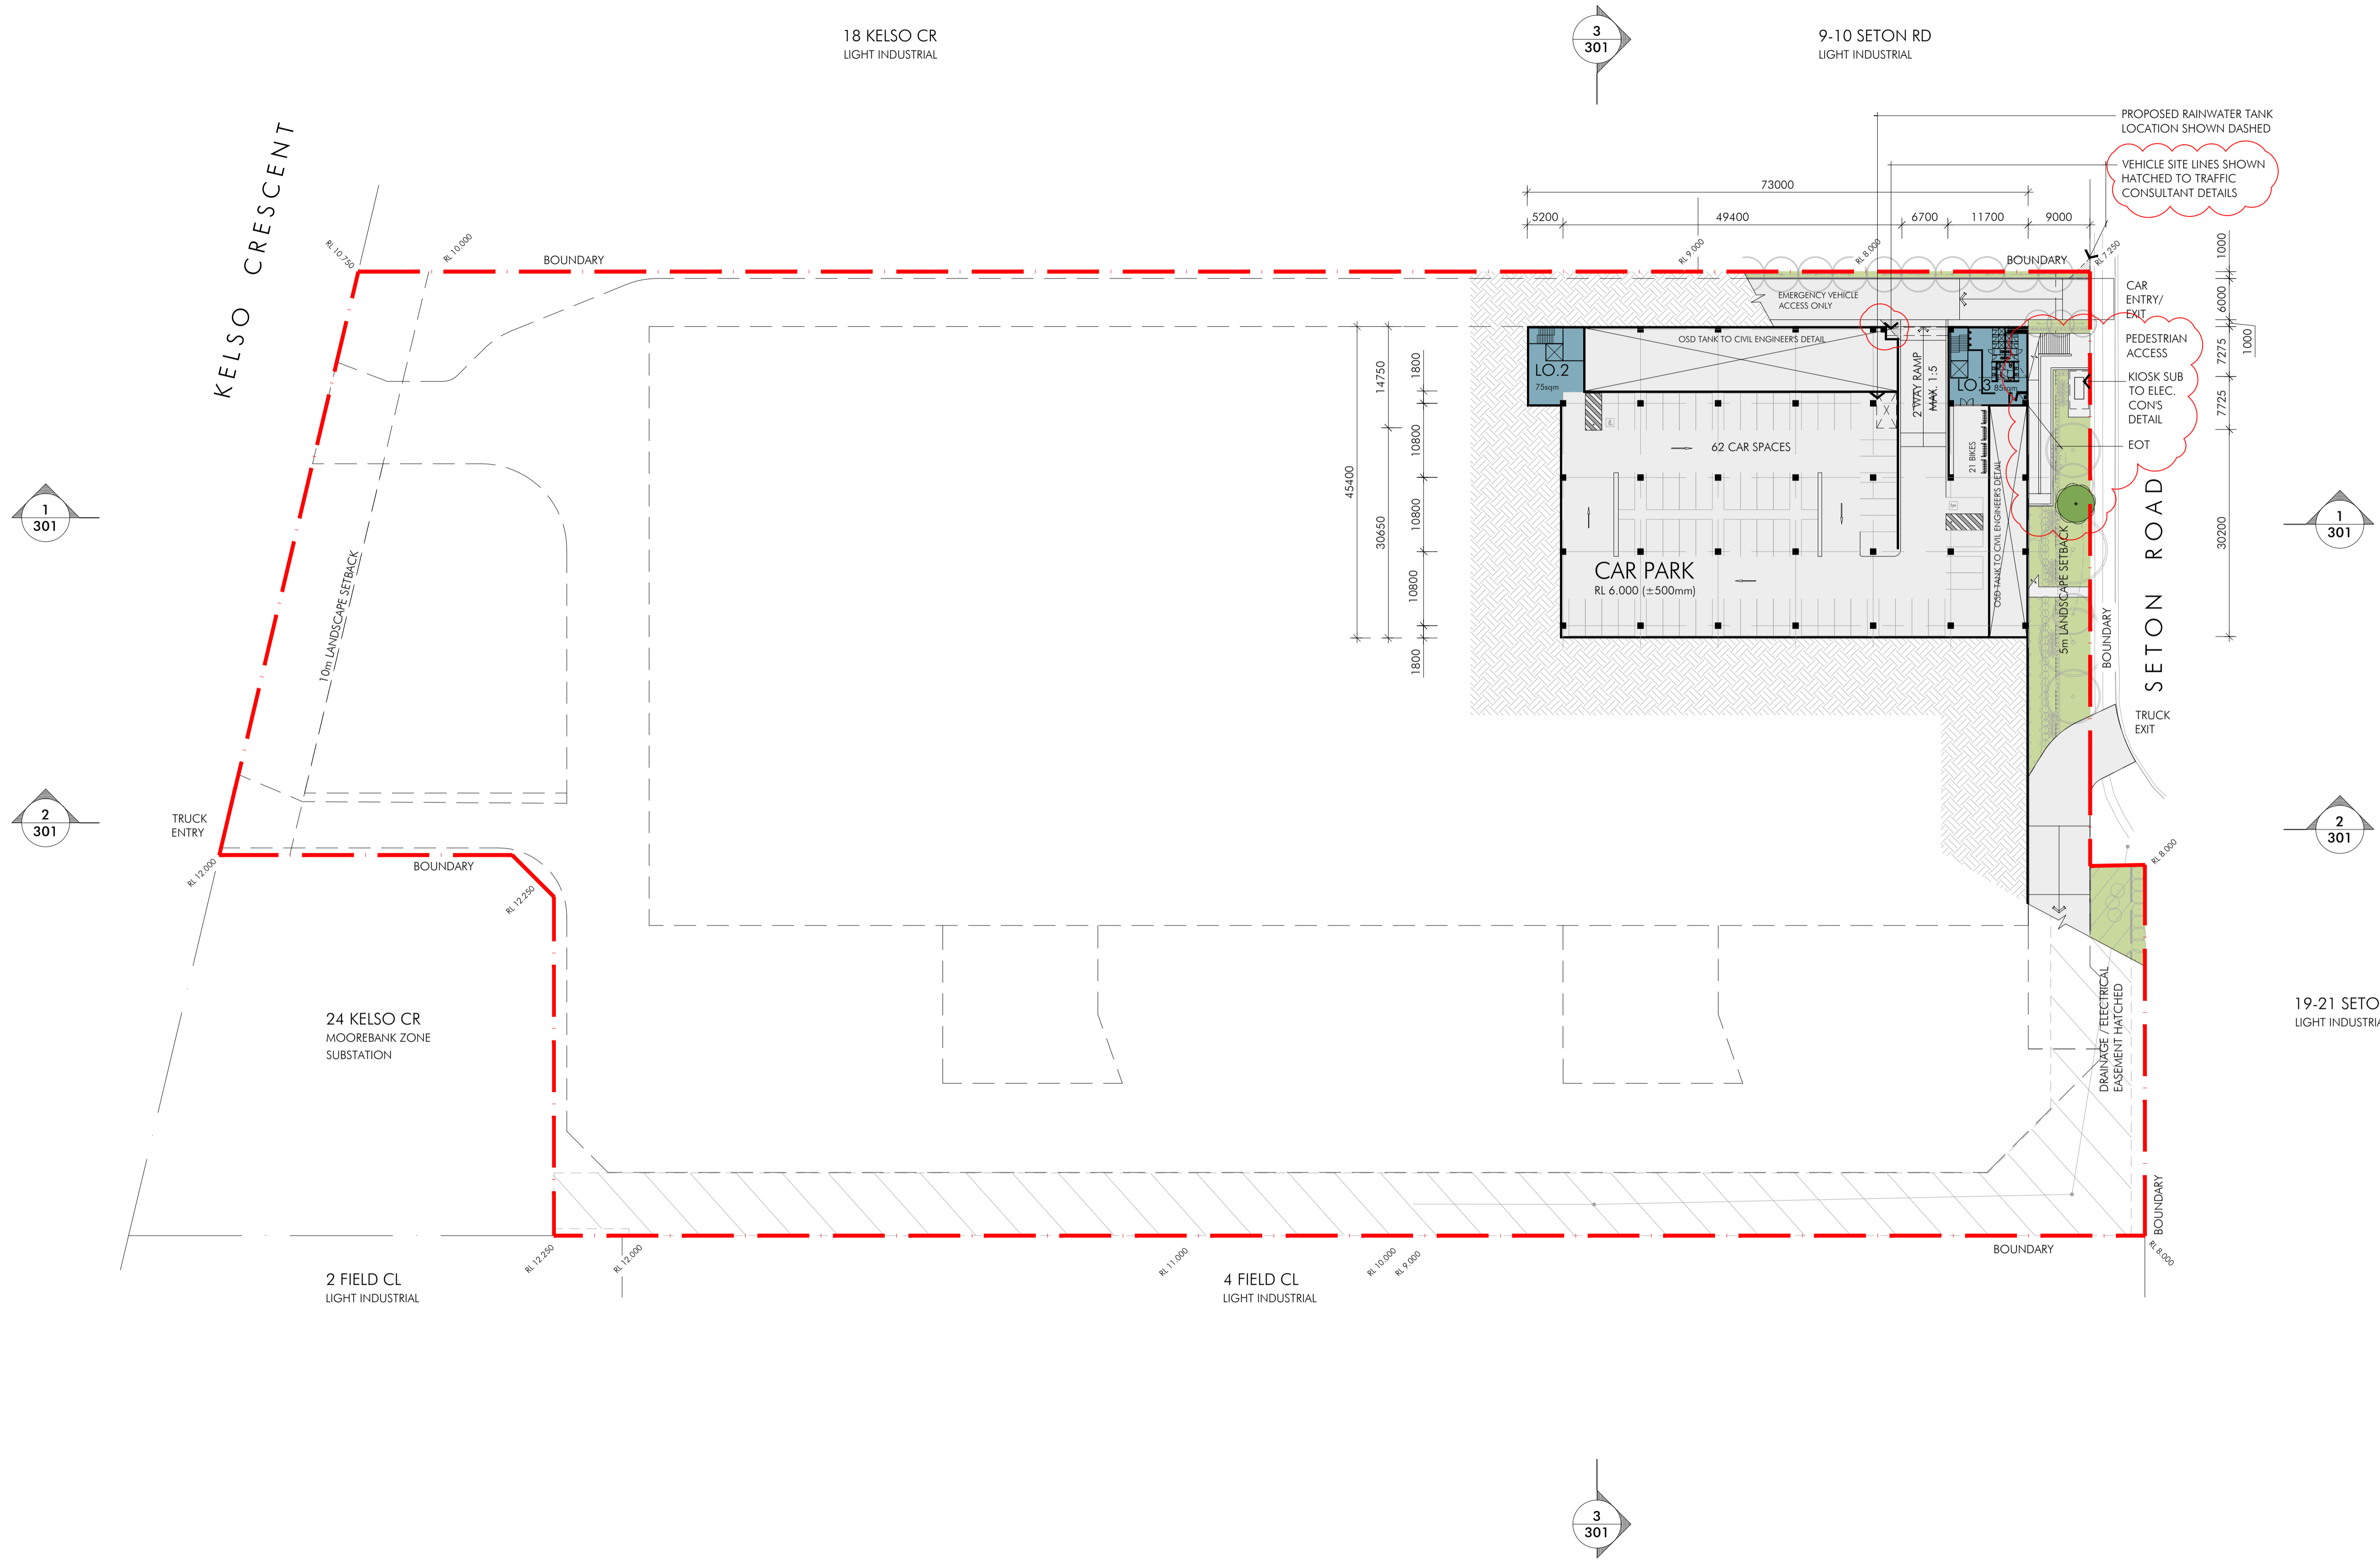 18 KELSO CR
LIGHT INDUSTRIAL
3
301
9-10 SETON RD
LIGHT INDUSTRIAL
PROPOSED RAINWATER TANK
LOCATION SHOWN DASHED
VEHICLE SITE LINES SHOWN
HATCHED TO TRAFFIC
CONSULTANT DETAILS
73000
5200
49400
6700
11700
9000
KELSO CRESCENT
RL 10.750
RL 10.000
BOUNDARY
RL 9.000
RL 8.000
BOUNDARY
RL 7.250
1000
6000
1000
7275
7725
30200
CAR
ENTRY/
EXIT
PEDESTRIAN
ACCESS
KIOSK SUB
TO ELEC.
CON'S
DETAIL
EOT
EMERGENCY VEHICLE
ACCESS ONLY
OSD TANK TO CIVIL ENGINEER'S DETAIL
LO.2
75sqm
LO.3 85sqm
2 WAY RAMP
MAX. 1:5
62 CAR SPACES
21 BIKES
OSD TANK TO CIVIL ENGINEER'S DETAIL
CAR PARK
RL 6.000 (±500mm)
45400
14750
30650
1800
10800
10800
10800
1800
5m LANDSCAPE SETBACK
BOUNDARY
SETON ROAD
TRUCK
EXIT
1
301
1
301
10m LANDSCAPE SETBACK
2
301
2
301
TRUCK
ENTRY
RL 12.000
BOUNDARY
RL 12.250
RL 8.000
24 KELSO CR
MOOREBANK ZONE
SUBSTATION
DRAINAGE / ELECTRICAL
EASEMENT HATCHED
19-21 SETO
LIGHT INDUSTRIA
BOUNDARY
RL 12.250
RL 12.000
RL 11.000
RL 10.000
RL 9.000
BOUNDARY
RL 8.000
2 FIELD CL
LIGHT INDUSTRIAL
4 FIELD CL
LIGHT INDUSTRIAL
3
301